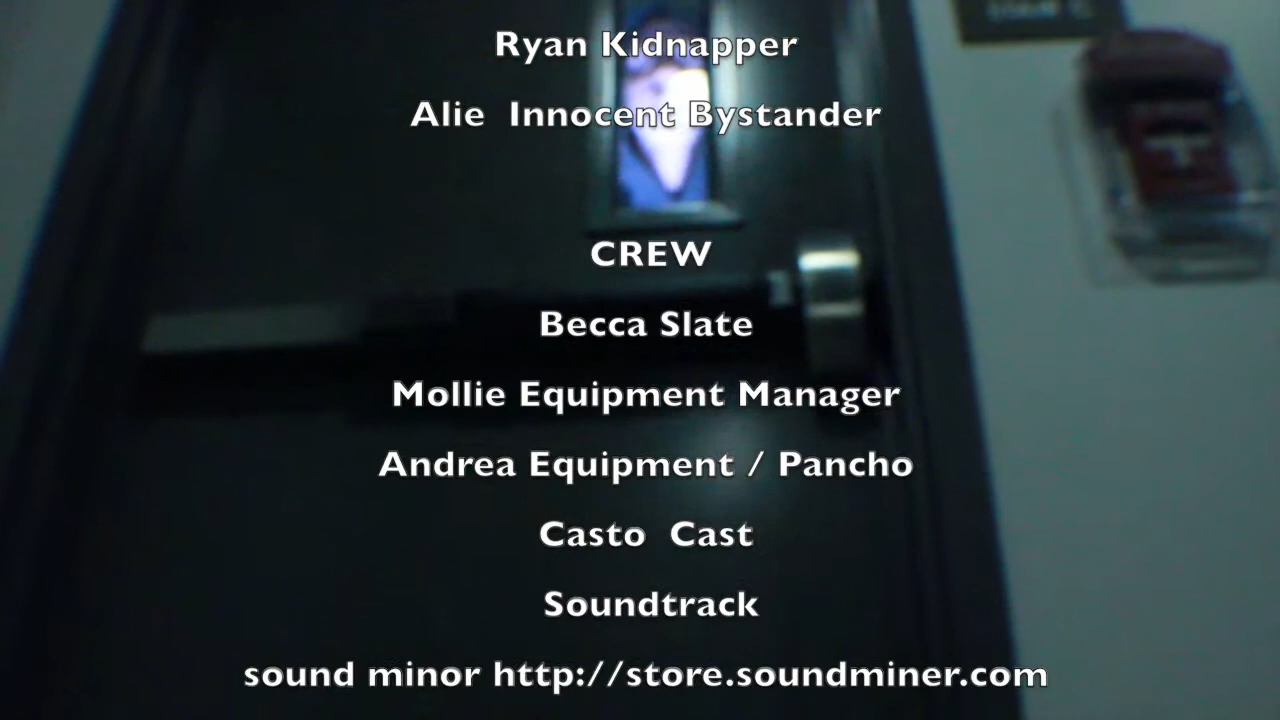 Ryan Kidnapper
Alie Innocent Bystander
CREW
Becca Slate
Mollie Equipment Manager
Andrea Equipment / Pancho
Casto Cast
Soundtrack
sound minor http://store.soundminer.com